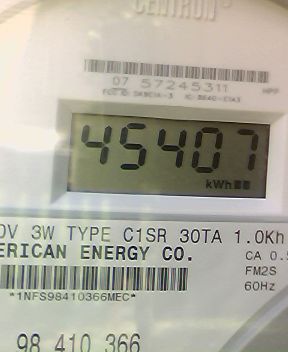 CENTRON®
07 57245311
45407
kWh
3W TYPE C1SR 30TA 1.0Kh
ERICAN ENERGY CO.
CA 0.5
FM2S
60Hz
*1NFS98410366MEC*
98 410 366